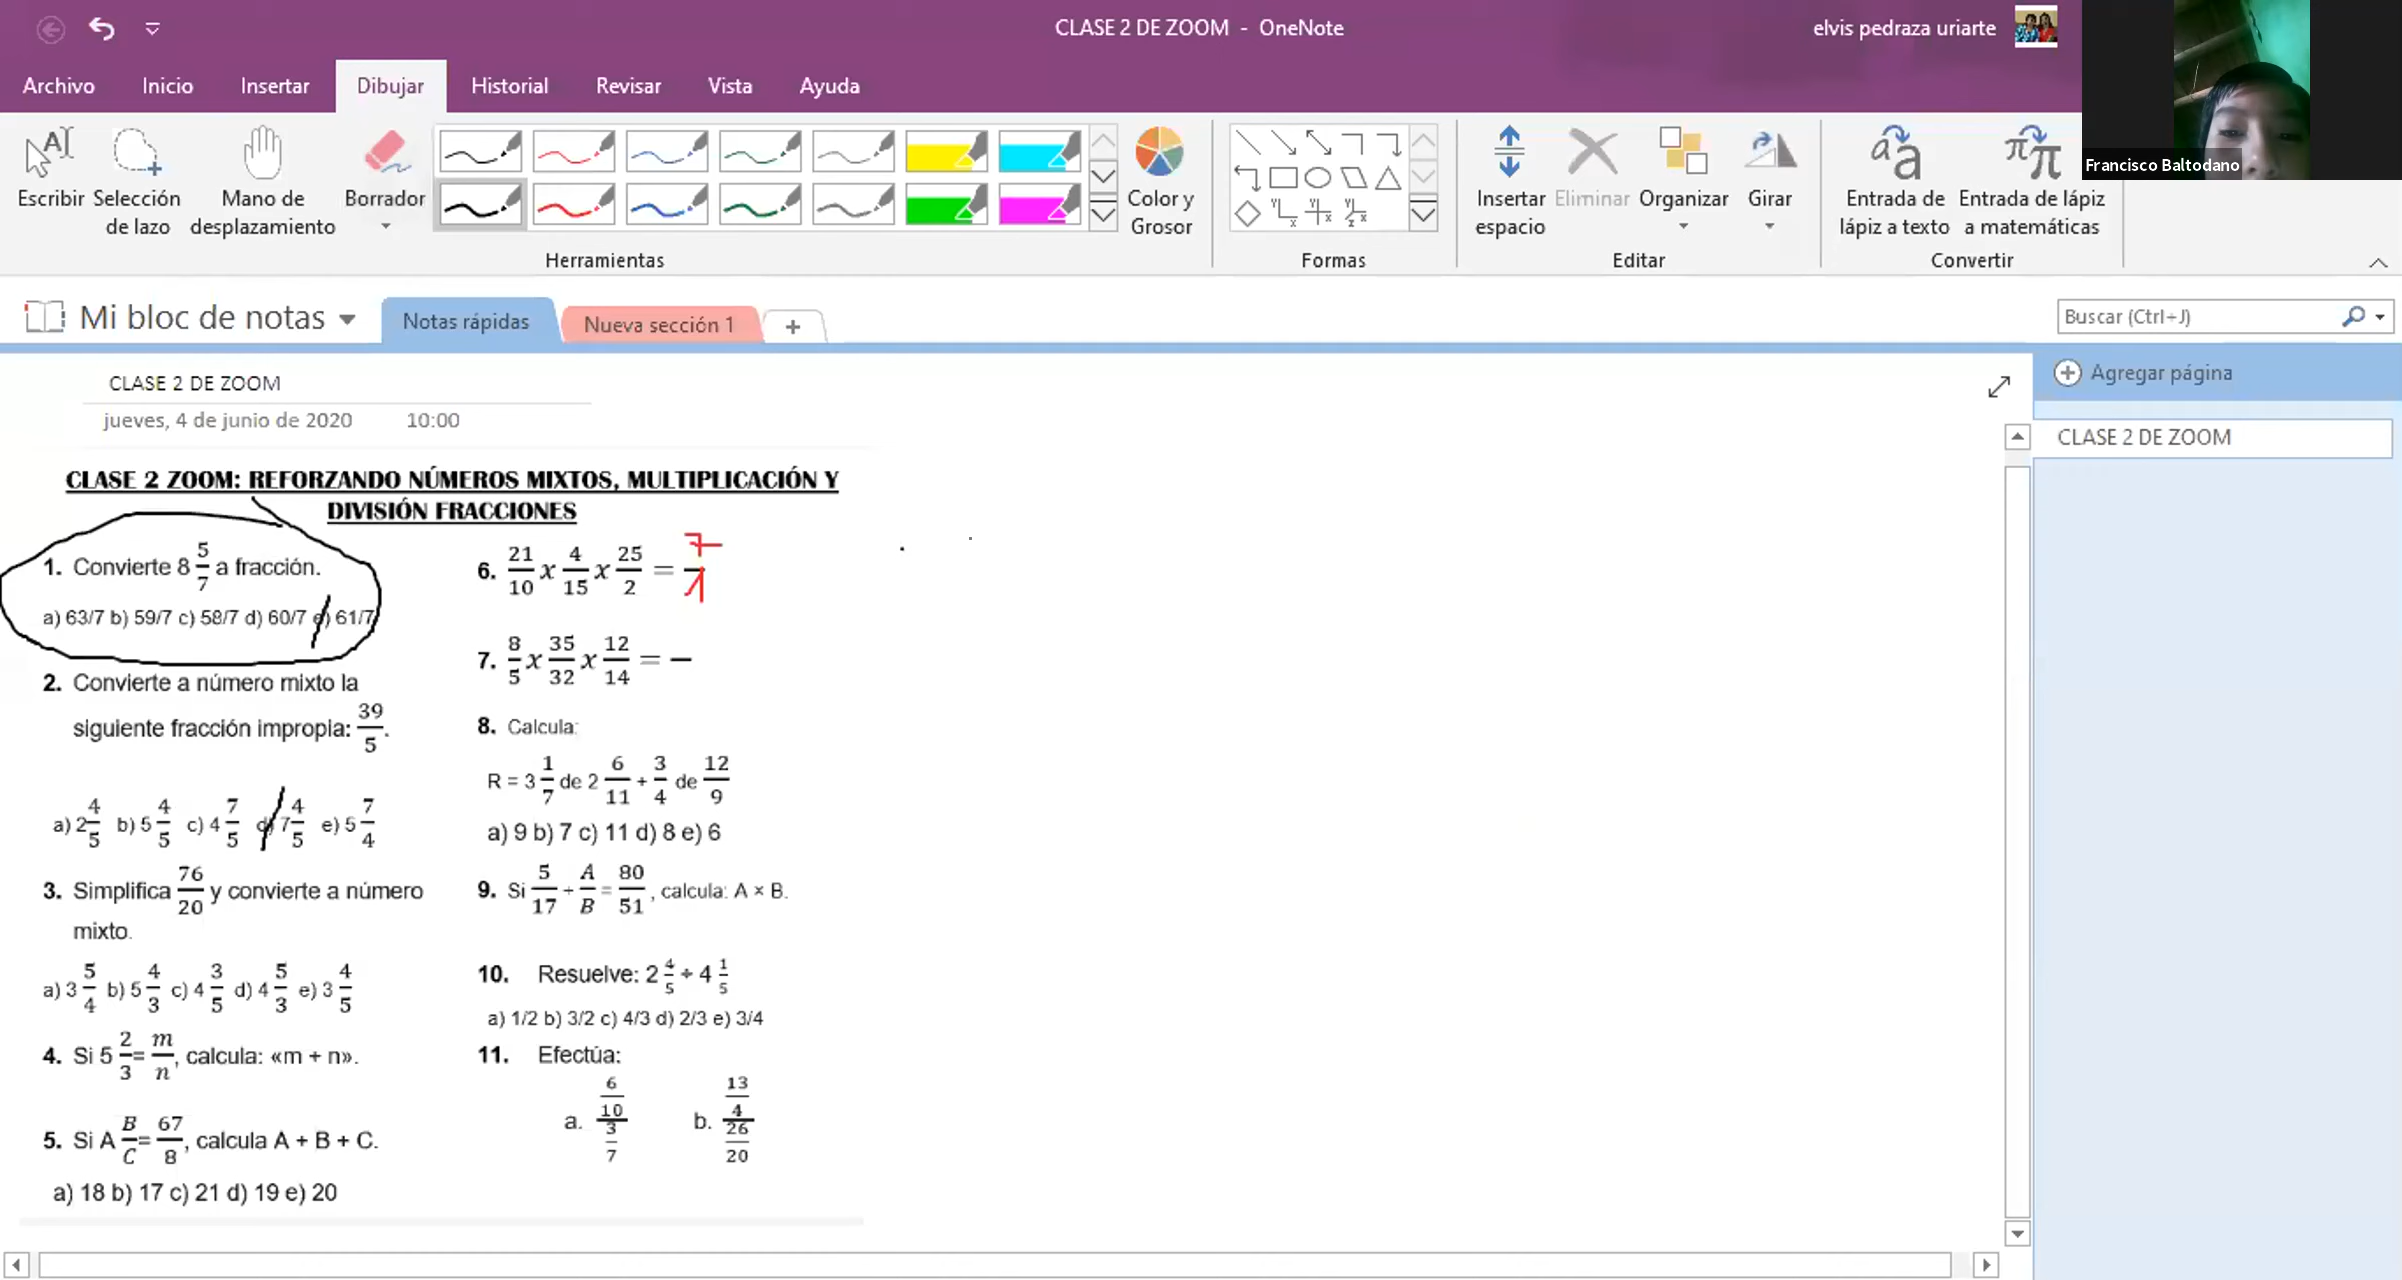 CLASE 2 DE ZOOM - OneNote
elvis pedraza uriarte
Archivo Inicio Insertar Dibujar Historial Revisar Vista Ayuda
Francisco Baltodano
Escribir Selección de lazo Mano de desplazamiento Borrador Color y Grosor Insertar espacio Eliminar Organizar Girar Entrada de lápiz a texto Entrada de lápiz a matemáticas
Herramientas Formas Editar Convertir
Mi bloc de notas Notas rápidas Nueva sección 1 +
Buscar (Ctrl+J)
Agregar página
CLASE 2 DE ZOOM
CLASE 2 DE ZOOM
jueves, 4 de junio de 2020 10:00
CLASE 2 ZOOM: REFORZANDO NÚMEROS MIXTOS, MULTIPLICACIÓN Y
DIVISIÓN FRACCIONES
1. Convierte 8 5/7 a fracción.
a) 63/7 b) 59/7 c) 58/7 d) 60/7 e) 61/7
2. Convierte a número mixto la
siguiente fracción impropia: 39/5.
a) 2 4/5 b) 5 4/5 c) 4 7/5 d) 7 4/5 e) 5 7/4
3. Simplifica 76/20 y convierte a número
mixto.
a) 3 5/4 b) 5 4/3 c) 4 3/5 d) 4 5/3 e) 3 4/5
4. Si 5 2/3 = m/n, calcula: «m + n».
5. Si A B/C = 67/8, calcula A + B + C.
a) 18 b) 17 c) 21 d) 19 e) 20
6. 21/10 x 4/15 x 25/2 = 7/1
7. 8/5 x 35/32 x 12/14 = –
8. Calcula:
R = 3 1/7 de 2 6/11 + 3/4 de 12/9
a) 9 b) 7 c) 11 d) 8 e) 6
9. Si 5/17 ÷ A/B = 80/51, calcula: A × B.
10. Resuelve: 2 4/5 ÷ 4 1/5
a) 1/2 b) 3/2 c) 4/3 d) 2/3 e) 3/4
11. Efectúa:
a. 6/10 / 3/7 b. 13/4 / 26/20